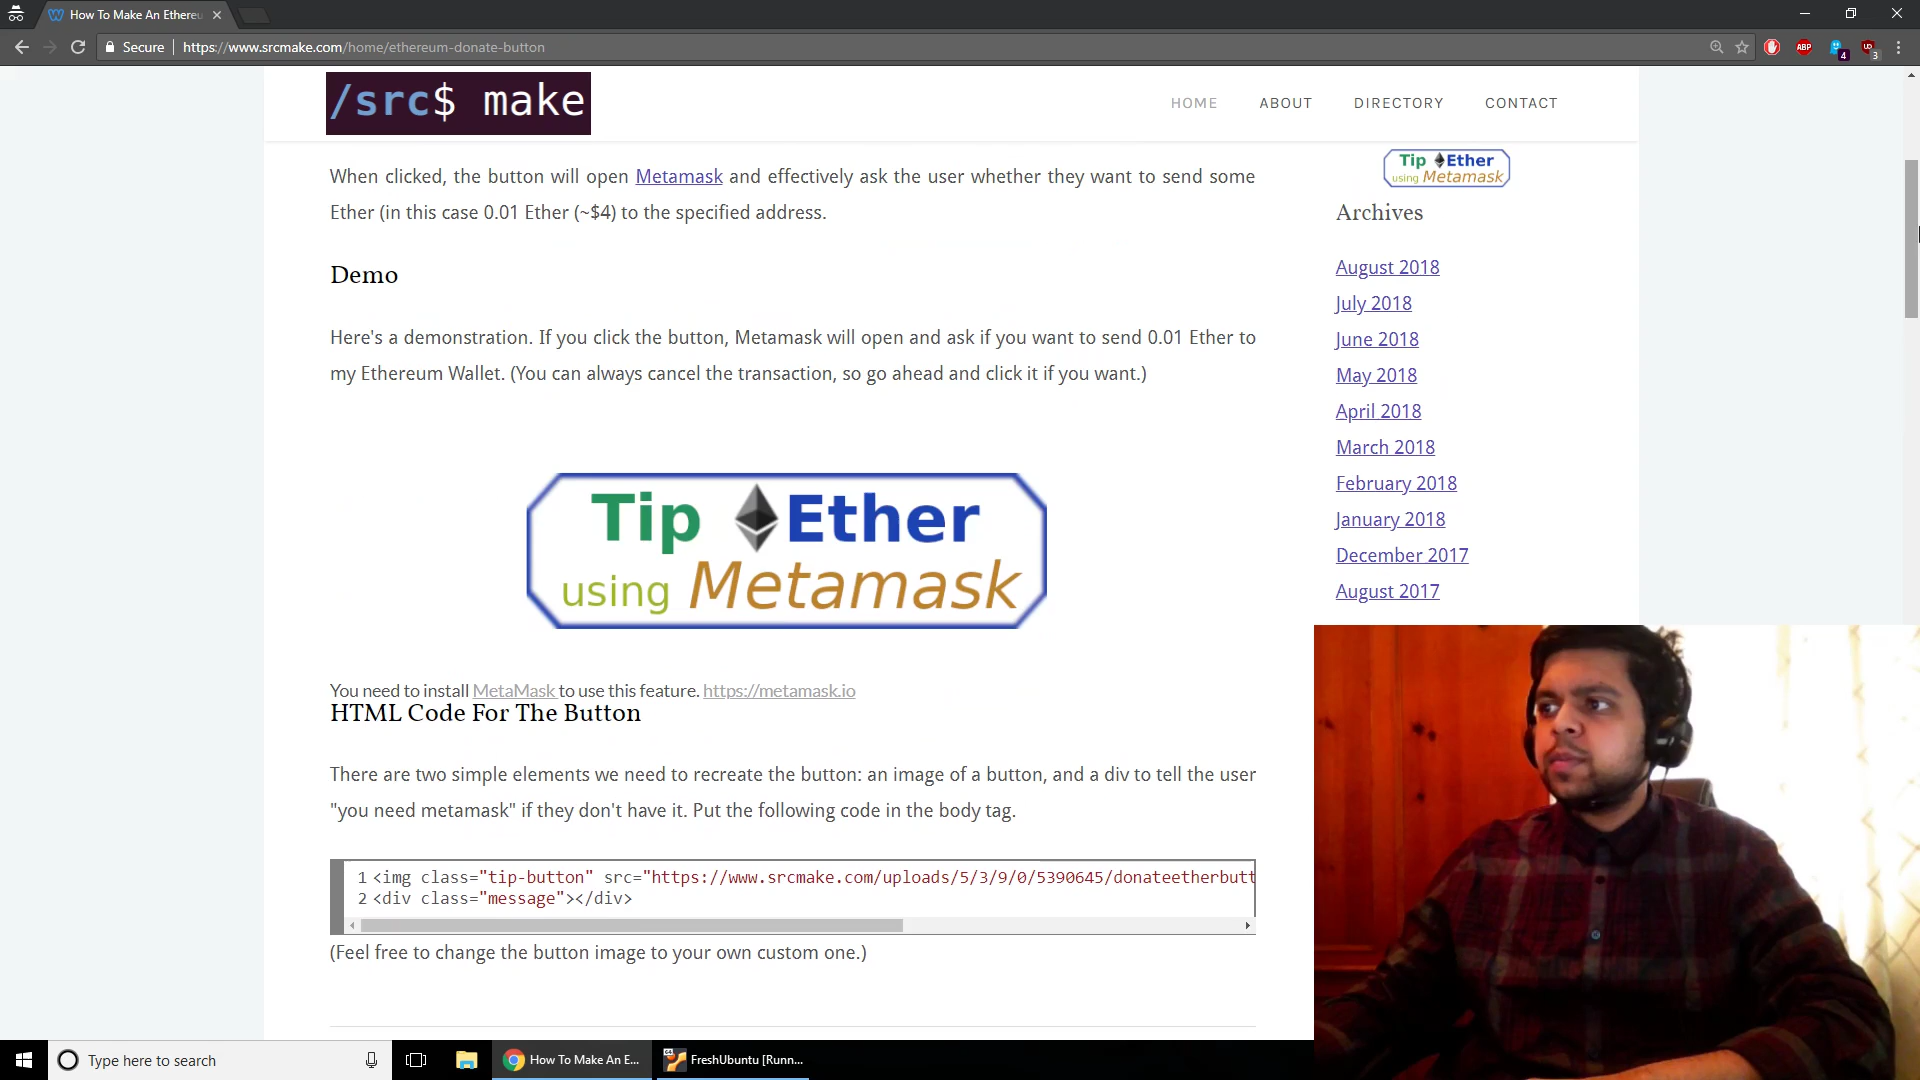 How To Make An Ethereu
Secure
https://www.srcmake.com/home/ethereum-donate-button
ABP
4
3
/src$ make
HOME
ABOUT
DIRECTORY
CONTACT
When clicked, the button will open Metamask and effectively ask the user whether they want to send some
Ether (in this case 0.01 Ether (~$4) to the specified address.
Demo
Here's a demonstration. If you click the button, Metamask will open and ask if you want to send 0.01 Ether to
my Ethereum Wallet. (You can always cancel the transaction, so go ahead and click it if you want.)
Tip Ether
using Metamask
You need to install MetaMask to use this feature. https://metamask.io
HTML Code For The Button
There are two simple elements we need to recreate the button: an image of a button, and a div to tell the user
"you need metamask" if they don't have it. Put the following code in the body tag.
1 <img class="tip-button" src="https://www.srcmake.com/uploads/5/3/9/0/5390645/donateetherbutt
2 <div class="message"></div>
(Feel free to change the button image to your own custom one.)
Tip Ether
using Metamask
Archives
August 2018
July 2018
June 2018
May 2018
April 2018
March 2018
February 2018
January 2018
December 2017
August 2017
Type here to search
How To Make An E...
FreshUbuntu [Runn...